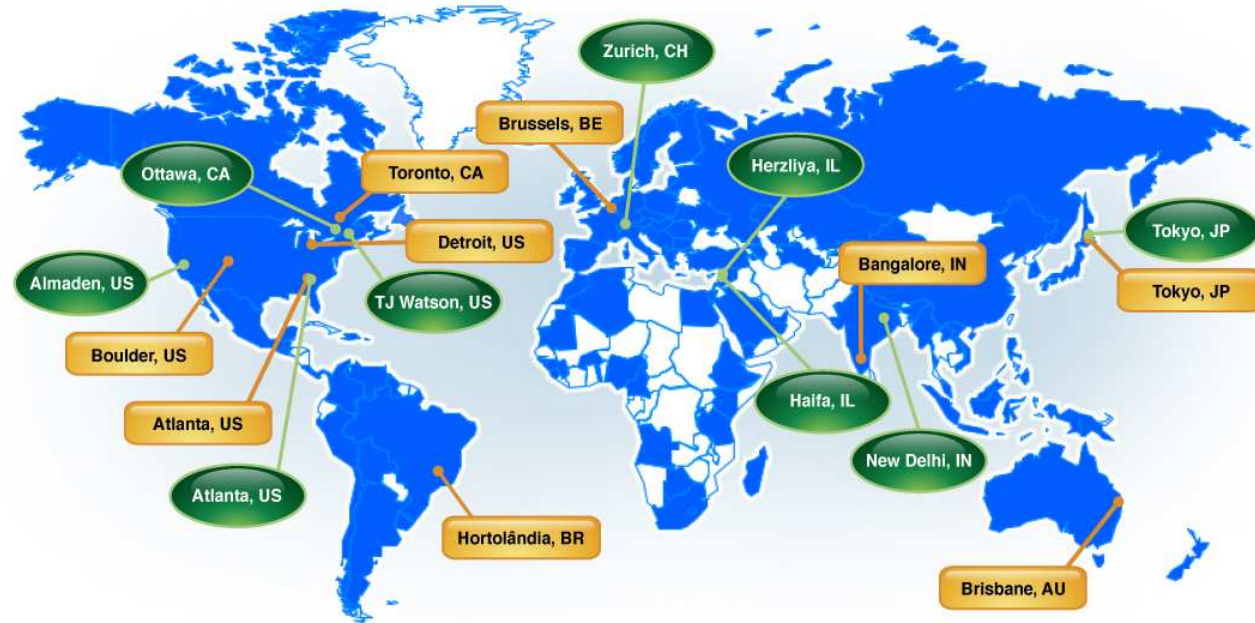 Zurich, CH
Brussels, BE
Ottawa, CA
Toronto, CA
Herzliya, IL
Tokyo, JP
Detroit, US
Bangalore, IN
Almaden, US
TJ Watson, US
Tokyo, JP
Boulder, US
Haifa, IL
Atlanta, US
New Delhi, IN
Atlanta, US
Hortolândia, BR
Brisbane, AU